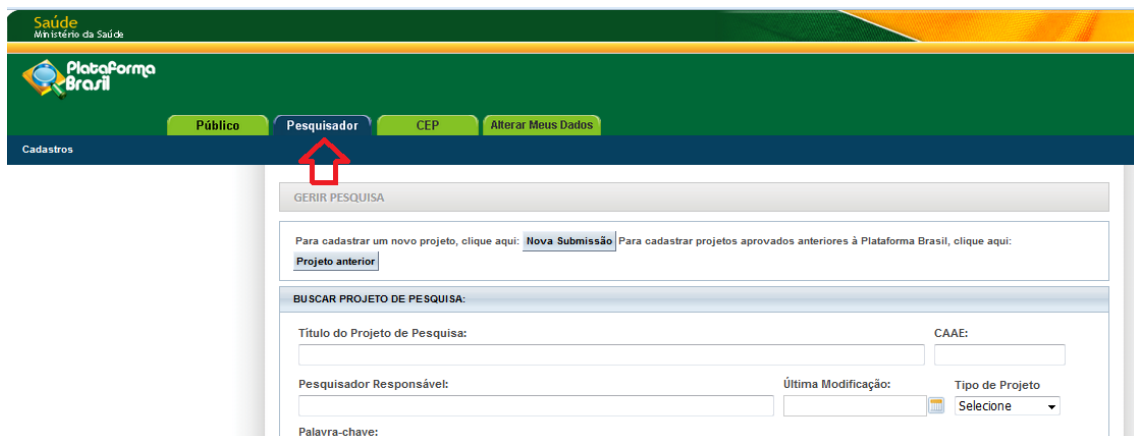 Saúde
Ministério da Saúde
Plataforma
Brasil
Público Pesquisador CEP Alterar Meus Dados
Cadastros
GERIR PESQUISA
Para cadastrar um novo projeto, clique aqui: Nova Submissão Para cadastrar projetos aprovados anteriores à Plataforma Brasil, clique aqui:
Projeto anterior
BUSCAR PROJETO DE PESQUISA:
Título do Projeto de Pesquisa: CAAE:
Pesquisador Responsável: Última Modificação: Tipo de Projeto
Selecione
Palavra-chave: